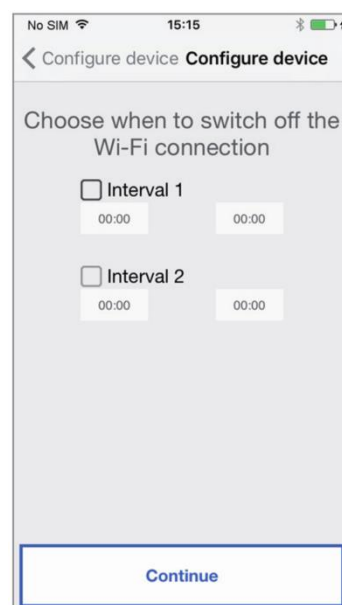 No SIM 15:15
Configure device Configure device
Choose when to switch off the
Wi-Fi connection
Interval 1
00:00 00:00
Interval 2
00:00 00:00
Continue